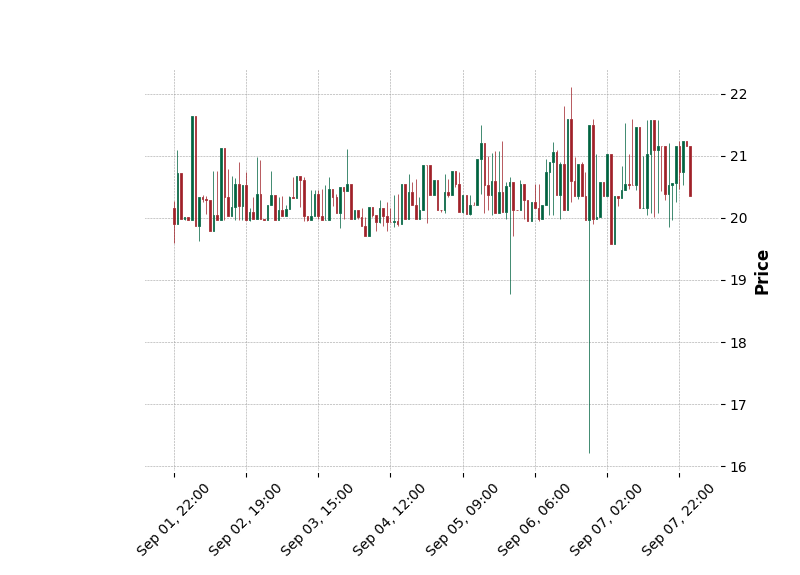 22
21
20
19
18
17
16
Price
Sep 01, 22:00
Sep 02, 19:00
Sep 03, 15:00
Sep 04, 12:00
Sep 05, 09:00
Sep 06, 06:00
Sep 07, 02:00
Sep 07, 22:00